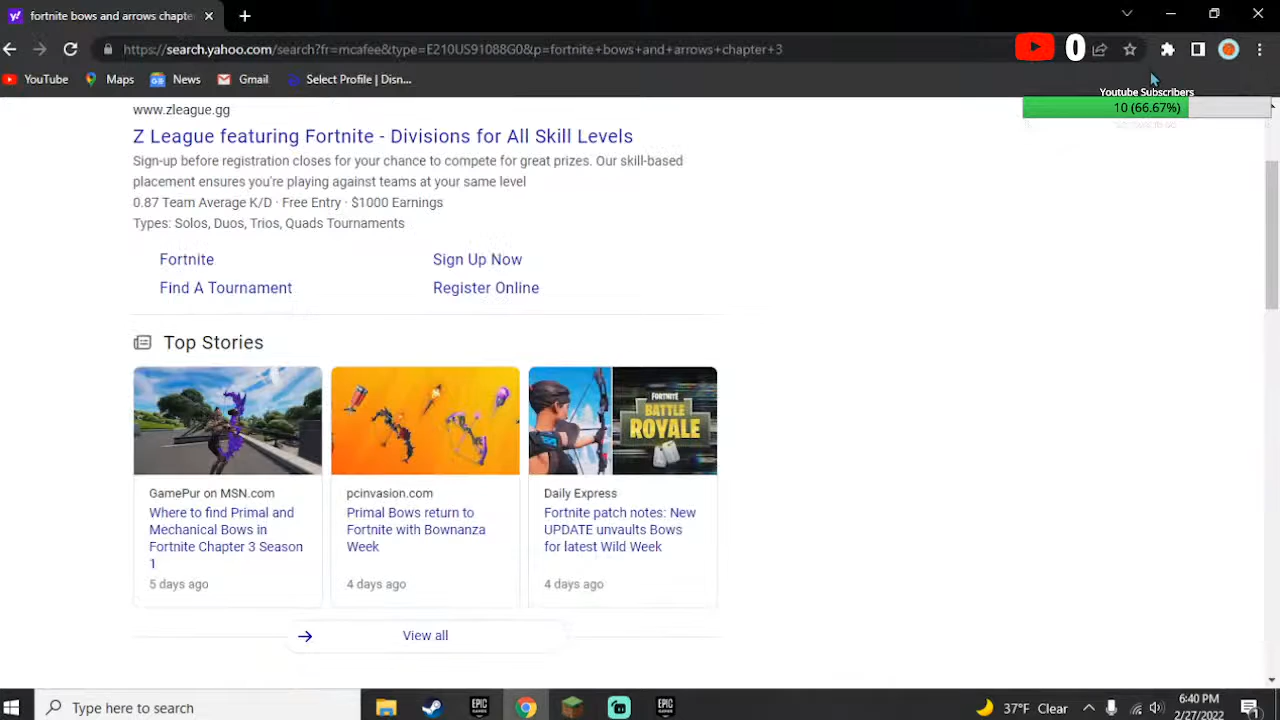 fortnite bows and arrows chapte
https://search.yahoo.com/search?fr=mcafee&type=E210US91088G0&p=fortnite+bows+and+arrows+chapter+3
0
YouTube
Maps
News
Gmail
Select Profile | Disn...
Youtube Subscribers
10 (66.67%)
www.zleague.gg
Z League featuring Fortnite - Divisions for All Skill Levels
Sign-up before registration closes for your chance to compete for great prizes. Our skill-based
placement ensures you're playing against teams at your same level
0.87 Team Average K/D · Free Entry · $1000 Earnings
Types: Solos, Duos, Trios, Quads Tournaments
Fortnite
Sign Up Now
Find A Tournament
Register Online
Top Stories
FORTNITE
BATTLE
ROYALE
GamePur on MSN.com
Where to find Primal and
Mechanical Bows in
Fortnite Chapter 3 Season
1
5 days ago
pcinvasion.com
Primal Bows return to
Fortnite with Bownanza
Week
4 days ago
Daily Express
Fortnite patch notes: New
UPDATE unvaults Bows
for latest Wild Week
4 days ago
View all
Type here to search
EPIC
GAMES
EPIC
GAMES
37°F Clear
6:40 PM
2/27/2022
1